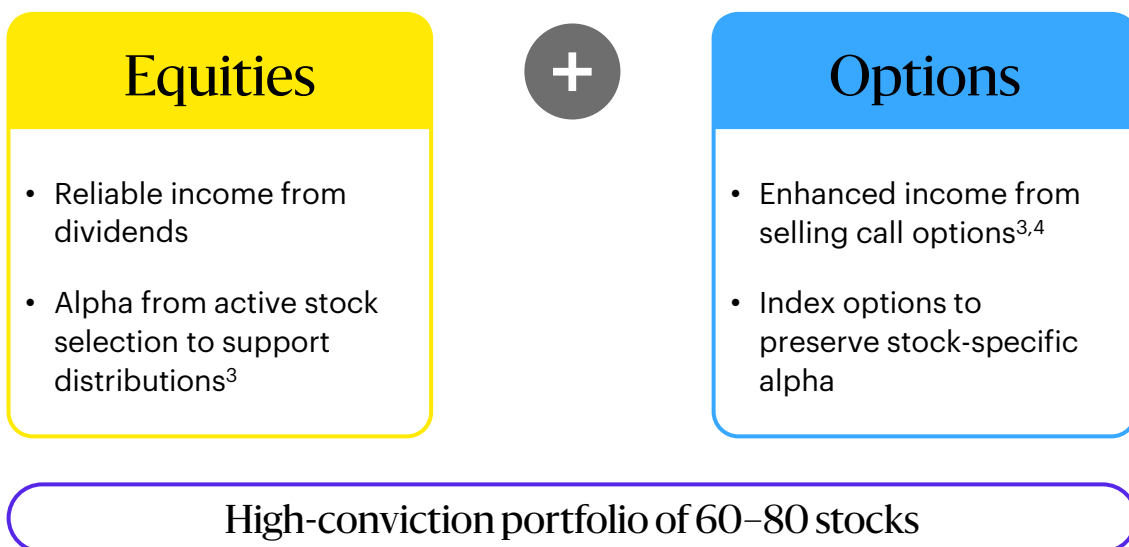 Equities
+
Options
• Reliable income from
dividends
• Alpha from active stock
selection to support
distributions³
• Enhanced income from
selling call options³,⁴
• Index options to
preserve stock-specific
alpha
High-conviction portfolio of 60–80 stocks